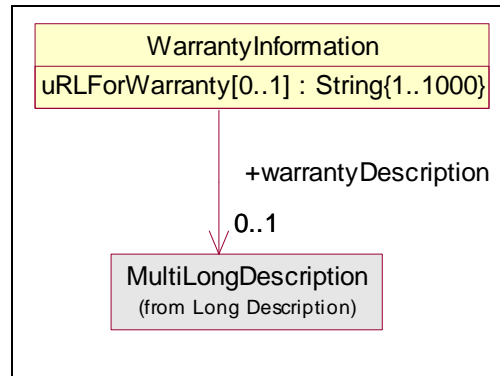 WarrantyInformation
uRLForWarranty[0..1] : String{1..1000}
+warrantyDescription
0..1
MultiLongDescription
(from Long Description)